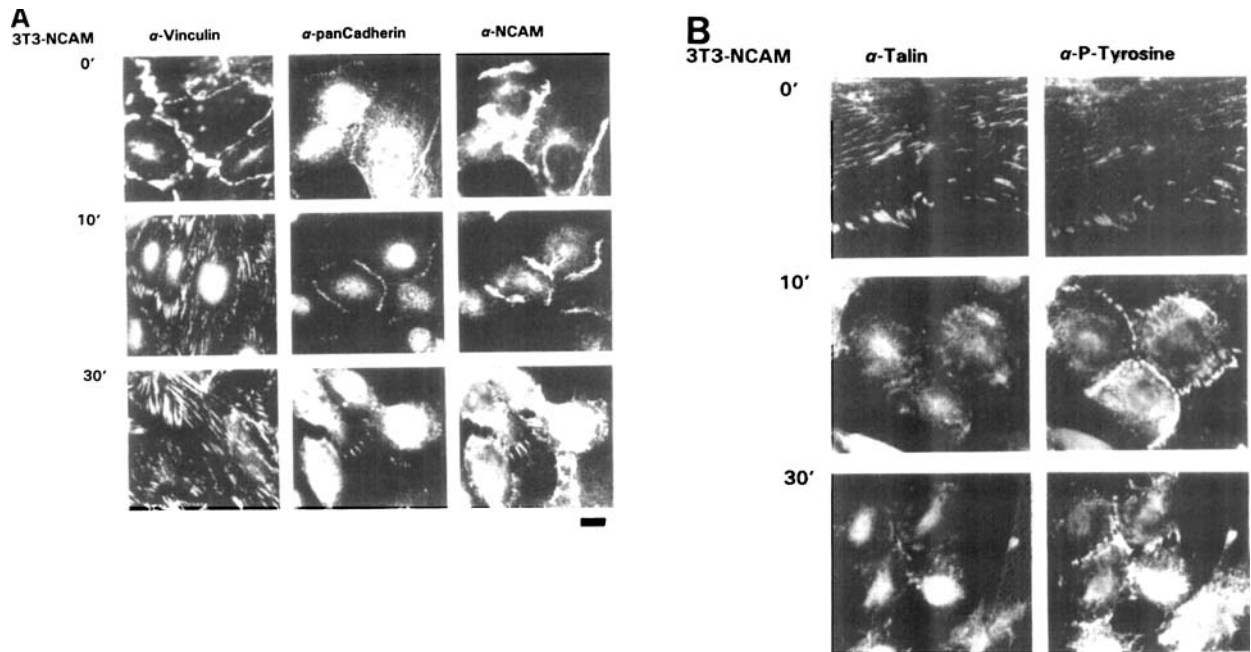 A
3T3-NCAM
α-Vinculin
α-panCadherin
α-NCAM
0'
10'
30'
B
3T3-NCAM
α-Talin
α-P-Tyrosine
0'
10'
30'